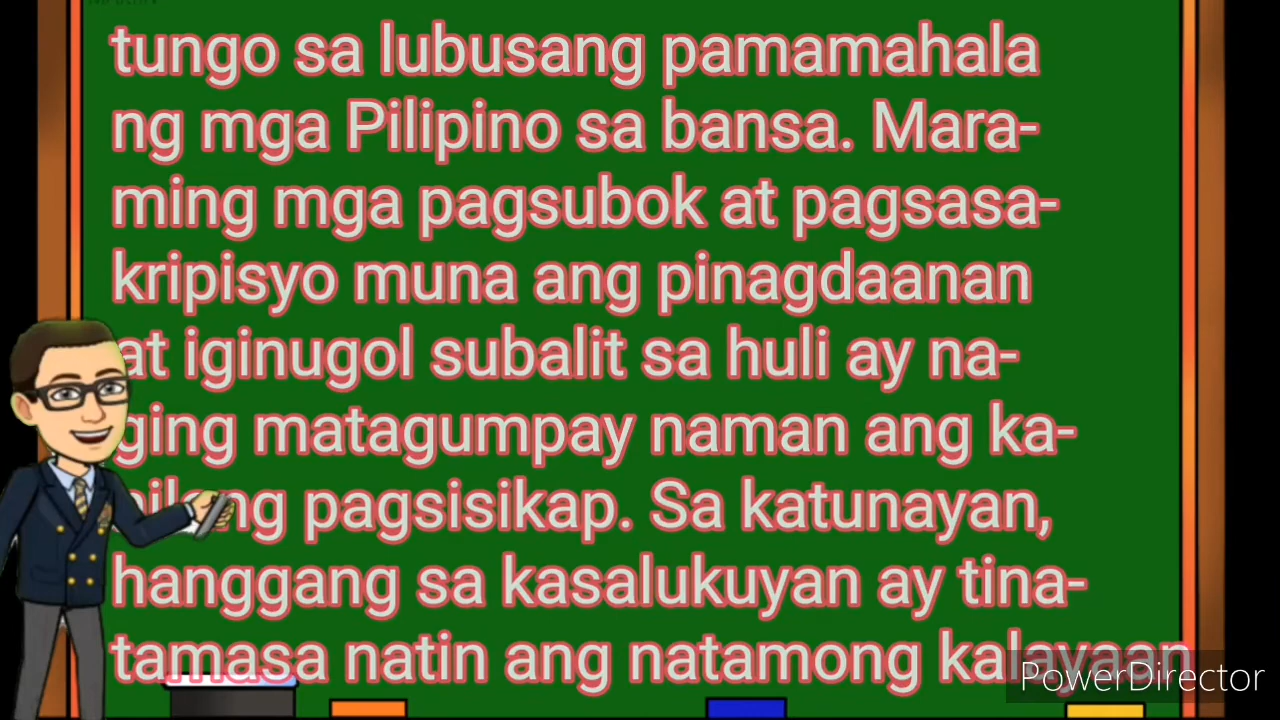 tungo sa lubusang pamamahala
ng mga Pilipino sa bansa. Mara-
ming mga pagsubok at pagsasa-
kripisyo muna ang pinagdaanan
at iginugol subalit sa huli ay na-
ging matagumpay naman ang ka-
pagsisikap. Sa katunayan,
hanggang sa kasalukuyan ay tina-
tamasa natin ang natamong kalayaan
PowerDirector